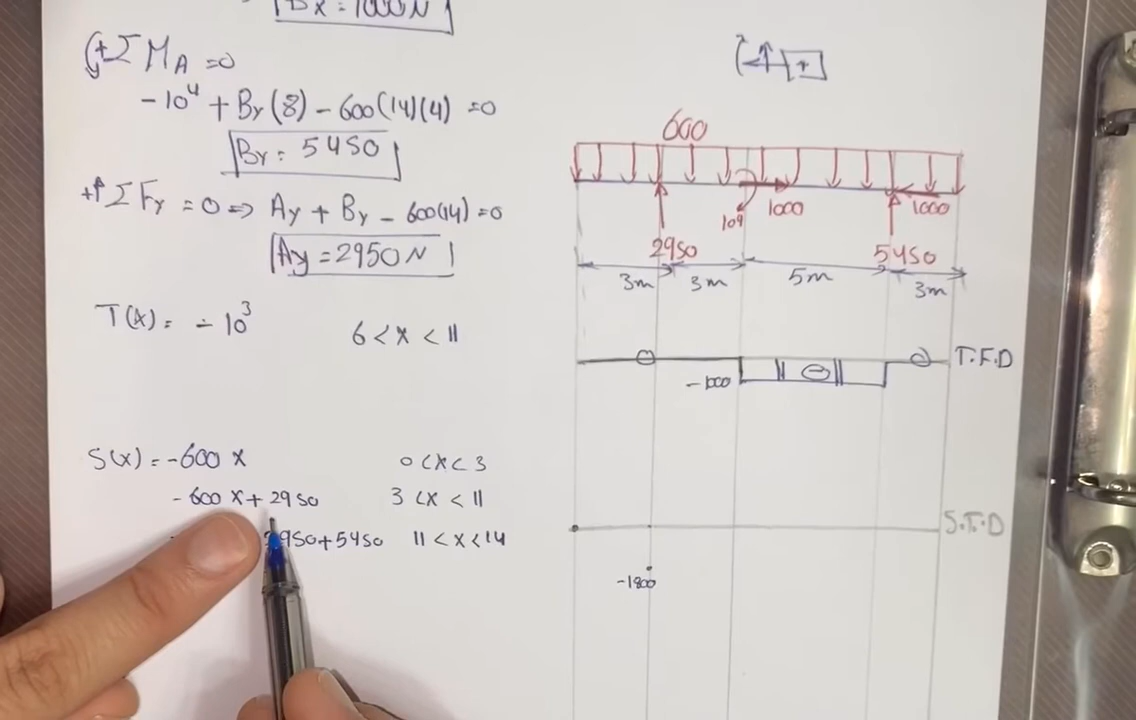 Bx = 1000N
(+ΣM_A = 0
-10⁴ + By(8) - 600(14)(4) = 0
By = 5450
+↑ΣFy = 0 => Ay + By - 600(14) = 0
Ay = 2950 N
T(x) = -10³ 6 < x < 11
S(x) = -600 x 0 < x < 3
-600 x + 2950 3 < x < 11
2950 + 5450 11 < x < 14
+
600
10⁴
1000
1000
2950
5450
3m
3m
5m
3m
T.F.D
-1000
S.F.D
-1800